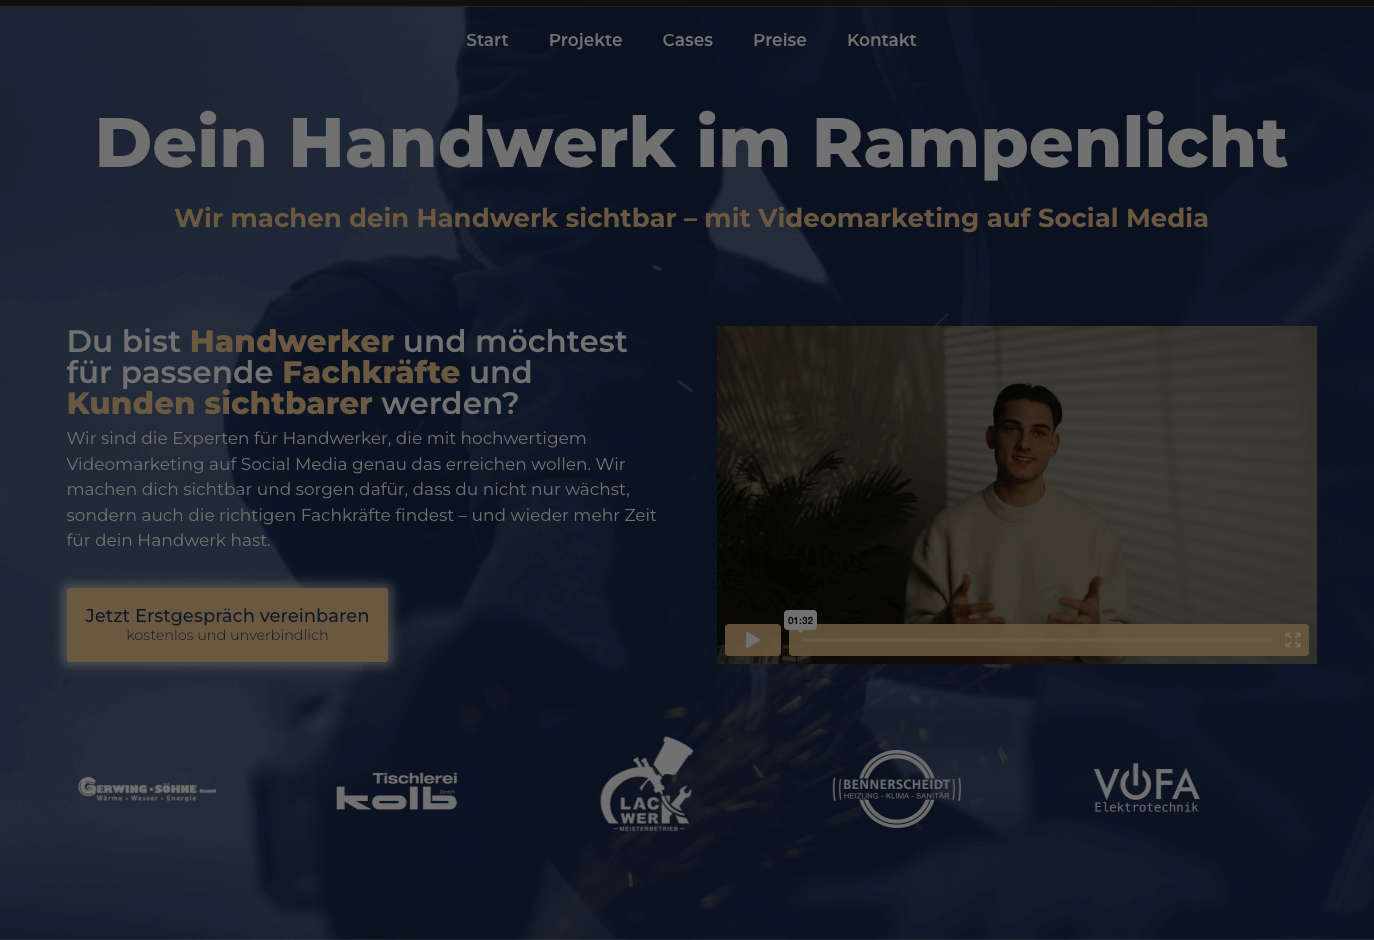 Start Projekte Cases Preise Kontakt
Dein Handwerk im Rampenlicht
Wir machen dein Handwerk sichtbar – mit Videomarketing auf Social Media
Du bist Handwerker und möchtest
für passende Fachkräfte und
Kunden sichtbarer werden?
Wir sind die Experten für Handwerker, die mit hochwertigem
Videomarketing auf Social Media genau das erreichen wollen. Wir
machen dich sichtbar und sorgen dafür, dass du nicht nur wächst,
sondern auch die richtigen Fachkräfte findest – und wieder mehr Zeit
für dein Handwerk hast.
Jetzt Erstgespräch vereinbaren
kostenlos und unverbindlich
01:32
GERWING • SÖHNE GmbH
Wärme • Wasser • Energie
Tischlerei
kolb GmbH
LACK
WERK
MEISTERBETRIEB
BENNERSCHEIDT
HEIZUNG - KLIMA - SANITÄR
VOFA
Elektrotechnik